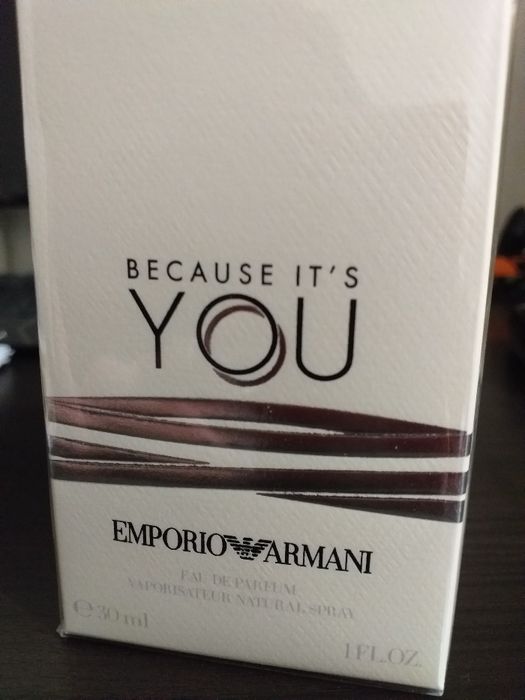 BECAUSE IT'S
YOU
EMPORIO ARMANI
EAU DE PARFUM
VAPORISATEUR NATURAL SPRAY
℮ 30 ml
1 FL.OZ.